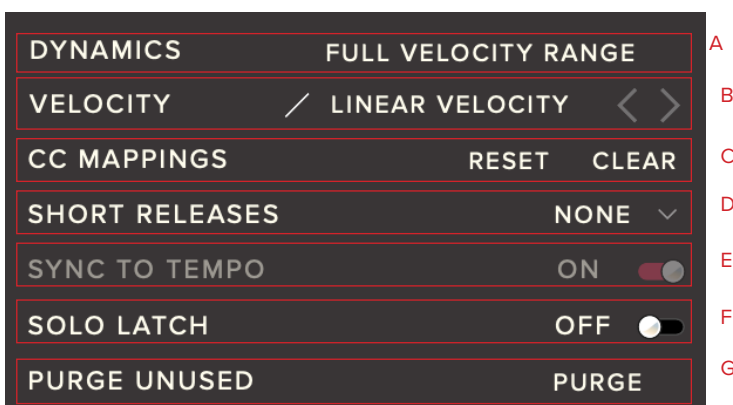 DYNAMICS FULL VELOCITY RANGE A
VELOCITY LINEAR VELOCITY B
CC MAPPINGS RESET CLEAR C
SHORT RELEASES NONE D
SYNC TO TEMPO ON E
SOLO LATCH OFF F
PURGE UNUSED PURGE G